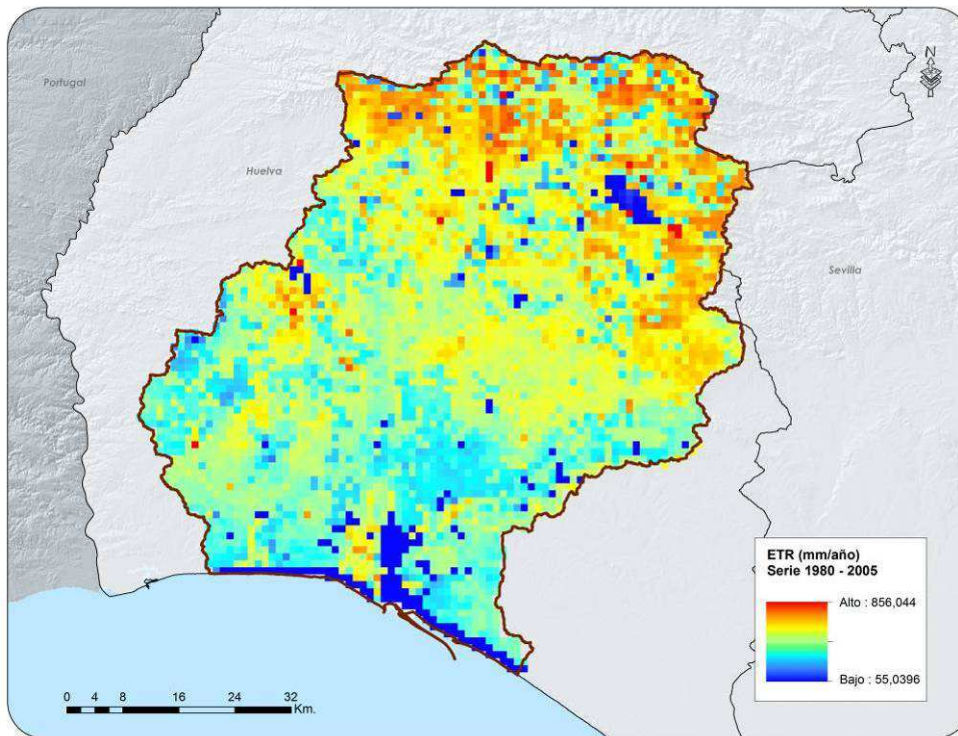 Portugal
N
Huelva
Sevilla
ETR (mm/año)
Serie 1980 - 2005
Alto : 856,044
Bajo : 55,0396
0 4 8 16 24 32
Km.